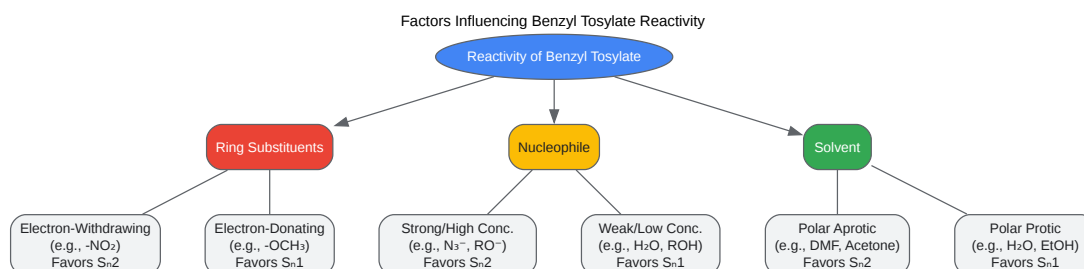 Factors Influencing Benzyl Tosylate Reactivity
Reactivity of Benzyl Tosylate
Ring Substituents
Nucleophile
Solvent
Electron-Withdrawing
(e.g., -NO₂)
Favors Sₙ2
Electron-Donating
(e.g., -OCH₃)
Favors Sₙ1
Strong/High Conc.
(e.g., N₃⁻, RO⁻)
Favors Sₙ2
Weak/Low Conc.
(e.g., H₂O, ROH)
Favors Sₙ1
Polar Aprotic
(e.g., DMF, Acetone)
Favors Sₙ2
Polar Protic
(e.g., H₂O, EtOH)
Favors Sₙ1